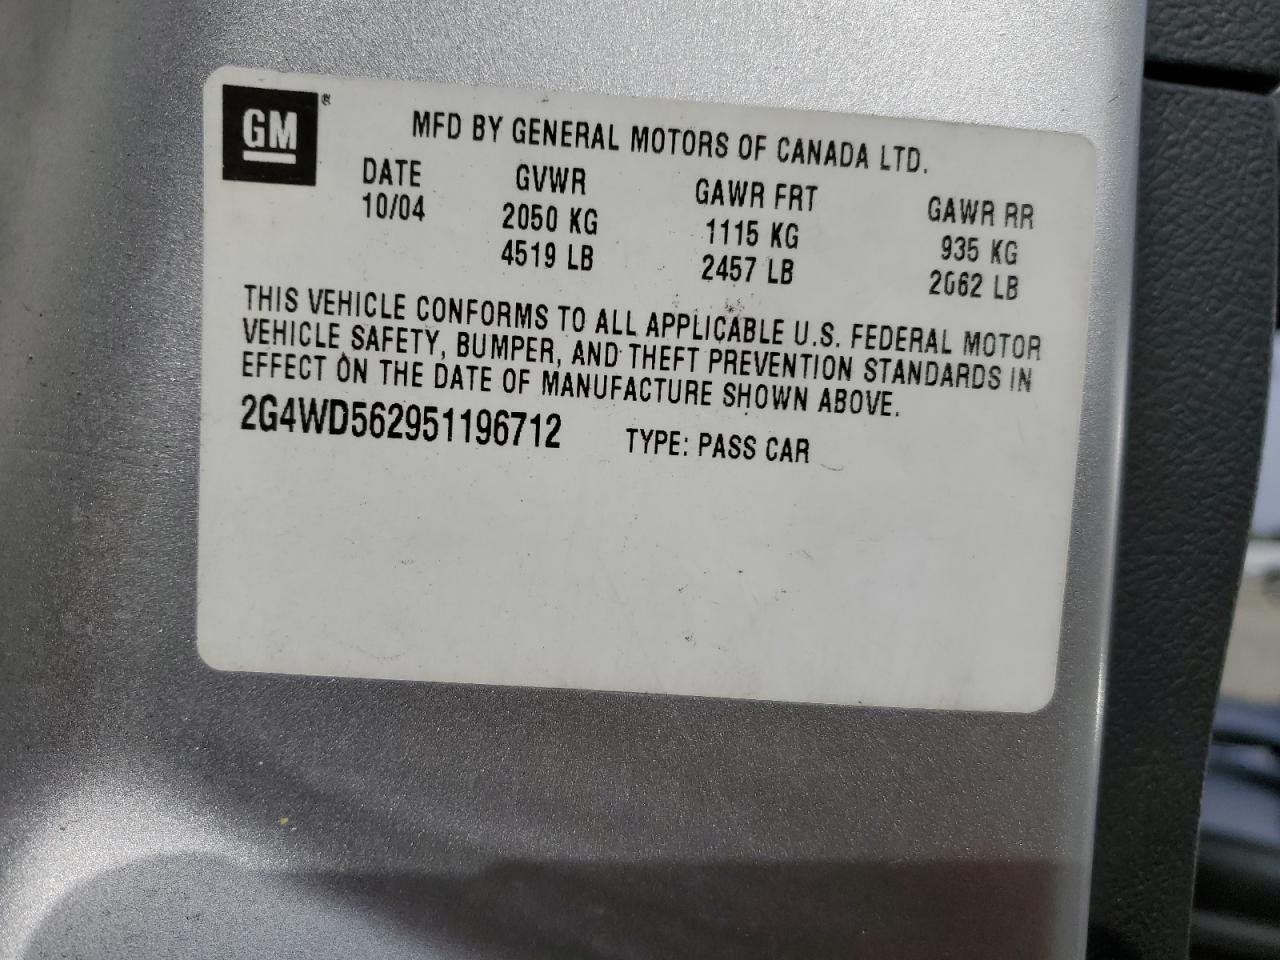 GM ®
MFD BY GENERAL MOTORS OF CANADA LTD.
DATE GVWR GAWR FRT GAWR RR
10/04 2050 KG 1115 KG 935 KG
4519 LB 2457 LB 2062 LB
THIS VEHICLE CONFORMS TO ALL APPLICABLE U.S. FEDERAL MOTOR
VEHICLE SAFETY, BUMPER, AND THEFT PREVENTION STANDARDS IN
EFFECT ON THE DATE OF MANUFACTURE SHOWN ABOVE.
2G4WD562951196712 TYPE: PASS CAR